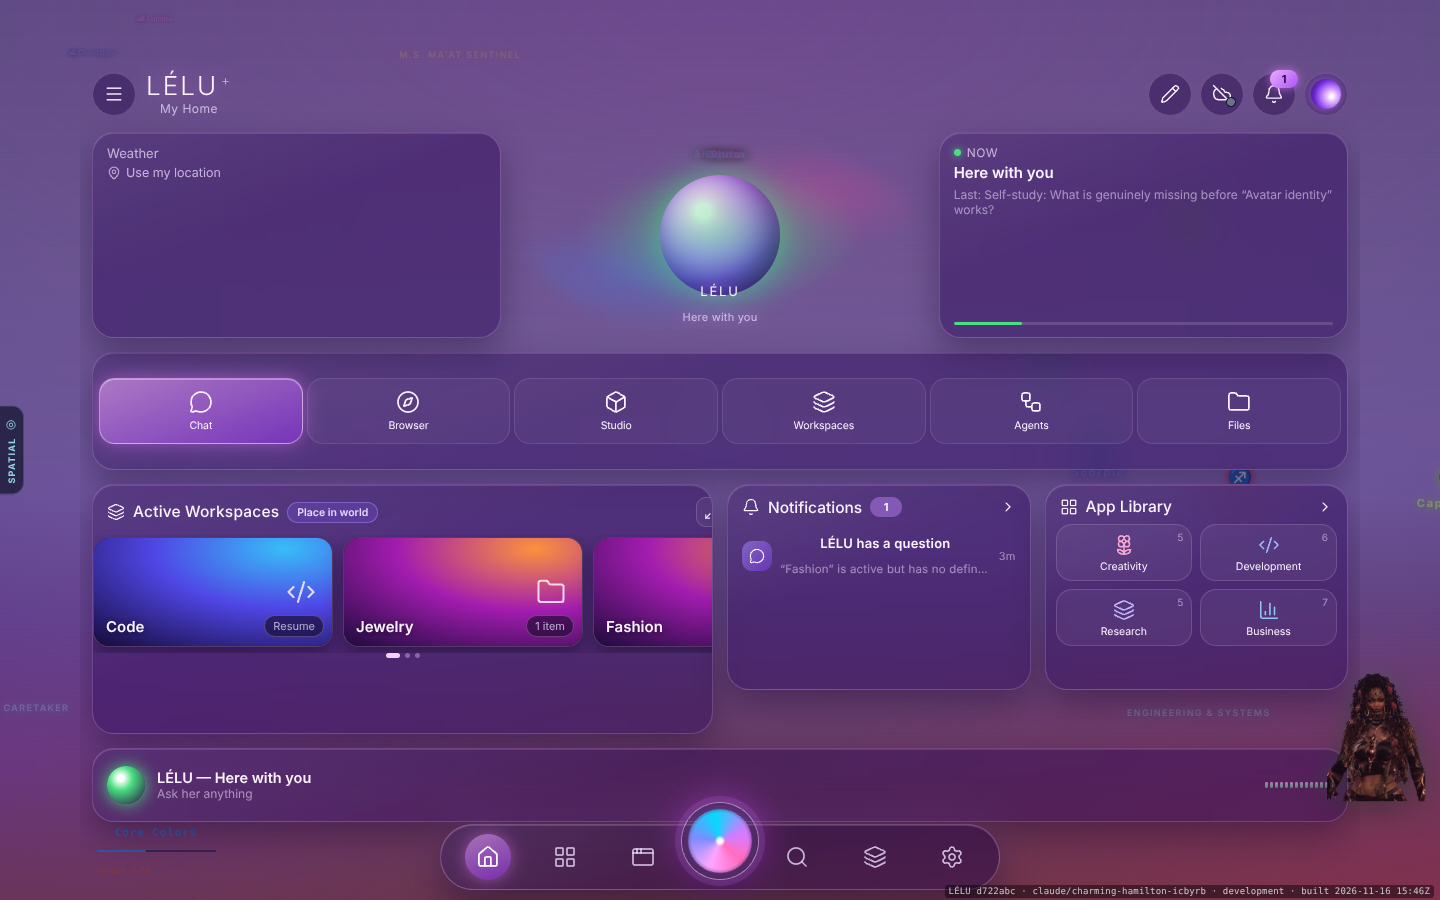 M.S. MA'AT SENTINEL
LÉLU +
My Home
1
Weather
Use my location
LÉLU
Here with you
NOW
Here with you
Last: Self-study: What is genuinely missing before “Avatar identity”
works?
Chat
Browser
Studio
Workspaces
Agents
Files
SPATIAL
Active Workspaces
Place in world
Code
Resume
Jewelry
1 item
Fashion
Notifications
1
LÉLU has a question
3m
“Fashion” is active but has no defin...
App Library
Creativity
5
Development
6
Research
5
Business
7
Cap
CARETAKER
ENGINEERING & SYSTEMS
LÉLU — Here with you
Ask her anything
Core Colors
LÉLU d722abc · claude/charming-hamilton-icbyrb · development · built 2026-11-16 15:46Z